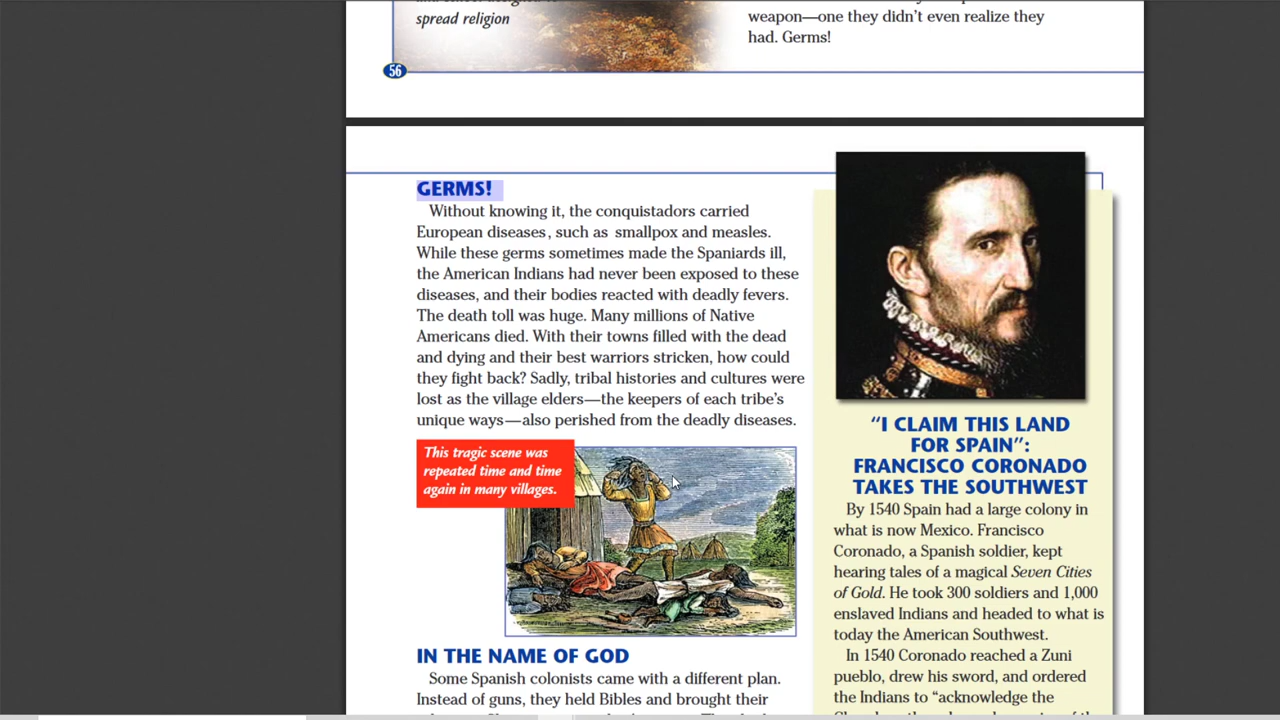 spread religion
weapon—one they didn't even realize they
had. Germs!
56
GERMS!
Without knowing it, the conquistadors carried
European diseases, such as smallpox and measles.
While these germs sometimes made the Spaniards ill,
the American Indians had never been exposed to these
diseases, and their bodies reacted with deadly fevers.
The death toll was huge. Many millions of Native
Americans died. With their towns filled with the dead
and dying and their best warriors stricken, how could
they fight back? Sadly, tribal histories and cultures were
lost as the village elders—the keepers of each tribe's
unique ways—also perished from the deadly diseases.
This tragic scene was
repeated time and time
again in many villages.
IN THE NAME OF GOD
Some Spanish colonists came with a different plan.
Instead of guns, they held Bibles and brought their
"I CLAIM THIS LAND
FOR SPAIN":
FRANCISCO CORONADO
TAKES THE SOUTHWEST
By 1540 Spain had a large colony in
what is now Mexico. Francisco
Coronado, a Spanish soldier, kept
hearing tales of a magical Seven Cities
of Gold. He took 300 soldiers and 1,000
enslaved Indians and headed to what is
today the American Southwest.
In 1540 Coronado reached a Zuni
pueblo, drew his sword, and ordered
the Indians to "acknowledge the